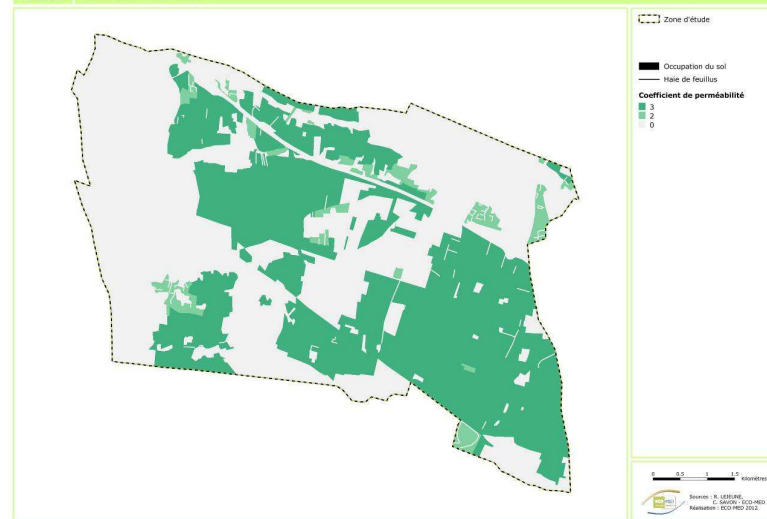 Zone d'étude
Occupation du sol
Haie de feuillus
Coefficient de perméabilité
3
2
0
0 0.5 1 1.5
Kilomètres
Sources : R. LEJEUNE,
C. SAVON - ECO-MED
Réalisation : ECO-MED 2012